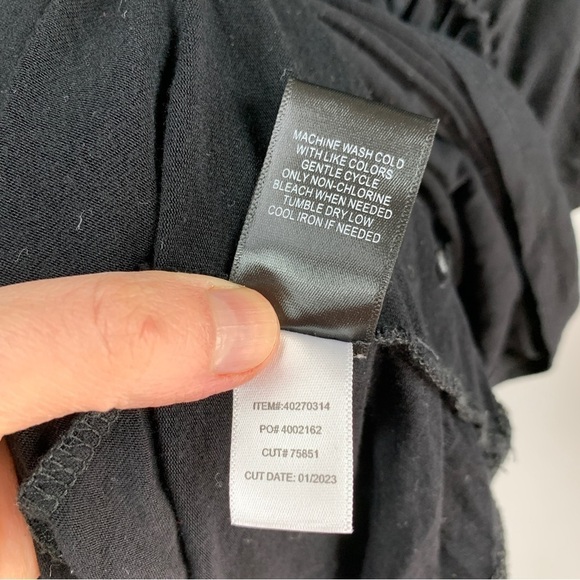 MACHINE WASH COLD
WITH LIKE COLORS
GENTLE CYCLE
ONLY NON-CHLORINE
BLEACH WHEN NEEDED
TUMBLE DRY LOW
COOL IRON IF NEEDED
ITEM#:40270314
PO# 4002162
CUT# 75651
CUT DATE: 01/2023